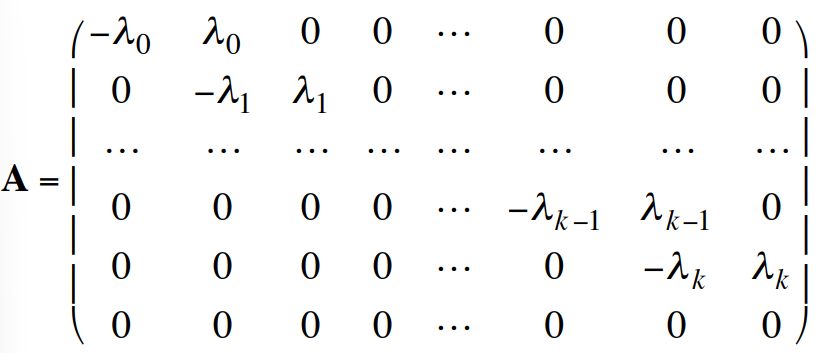 −λ₀ λ₀ 0 0 ⋯ 0 0 0
0 −λ₁ λ₁ 0 ⋯ 0 0 0
⋯ ⋯ ⋯ ⋯ ⋯ ⋯ ⋯ ⋯
A =
0 0 0 0 ⋯ −λₖ₋₁ λₖ₋₁ 0
0 0 0 0 ⋯ 0 −λₖ λₖ
0 0 0 0 ⋯ 0 0 0